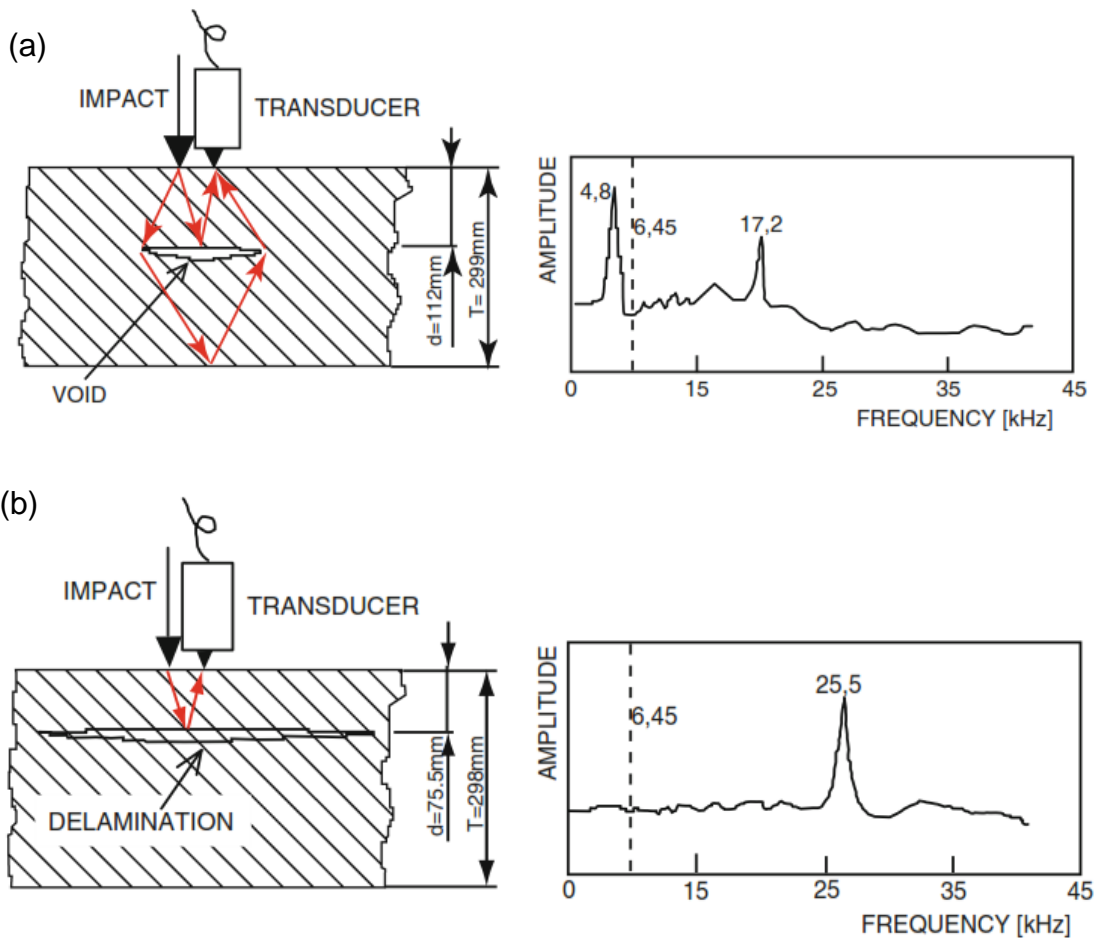 (a)
IMPACT
TRANSDUCER
d=112mm
T= 299mm
VOID
AMPLITUDE
4,8
6,45
17,2
0 15 25 35 45
FREQUENCY [kHz]
(b)
IMPACT
TRANSDUCER
d=75.5mm
T=298mm
DELAMINATION
AMPLITUDE
6,45
25,5
0 15 25 35 45
FREQUENCY [kHz]